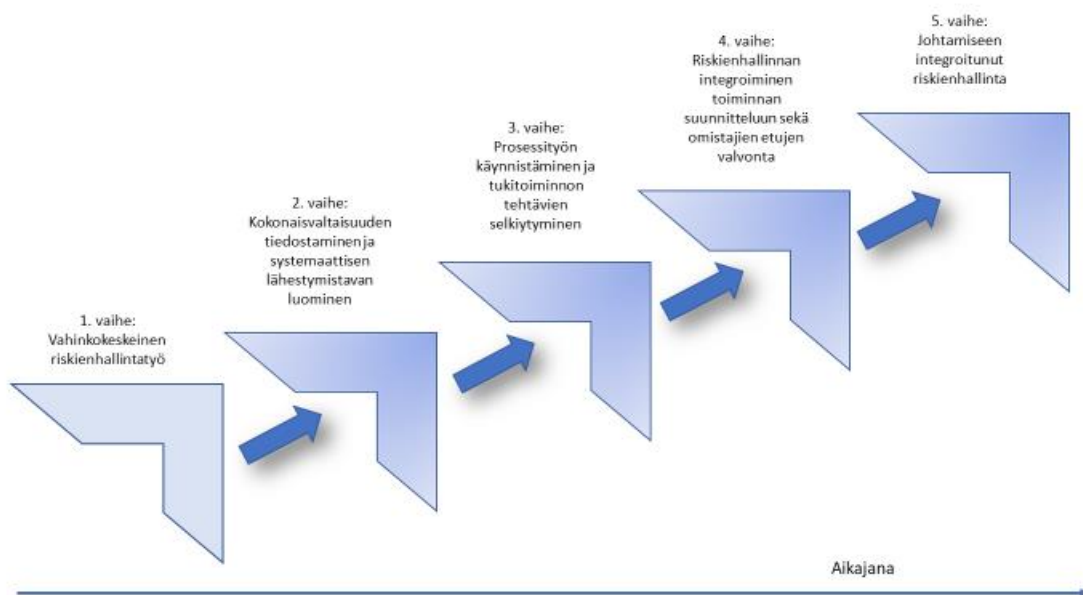 1. vaihe:
Vahinkokeskeinen
riskienhallintatyö
2. vaihe:
Kokonaisvaltaisuuden
tiedostaminen ja
systemaattisen
lähestymistavan
luominen
3. vaihe:
Prosessityön
käynnistäminen ja
tukitoiminnon
tehtävien
selkiytyminen
4. vaihe:
Riskienhallinnan
integroiminen
toiminnan
suunnitteluun sekä
omistajien etujen
valvonta
5. vaihe:
Johtamiseen
integroitunut
riskienhallinta
Aikajana